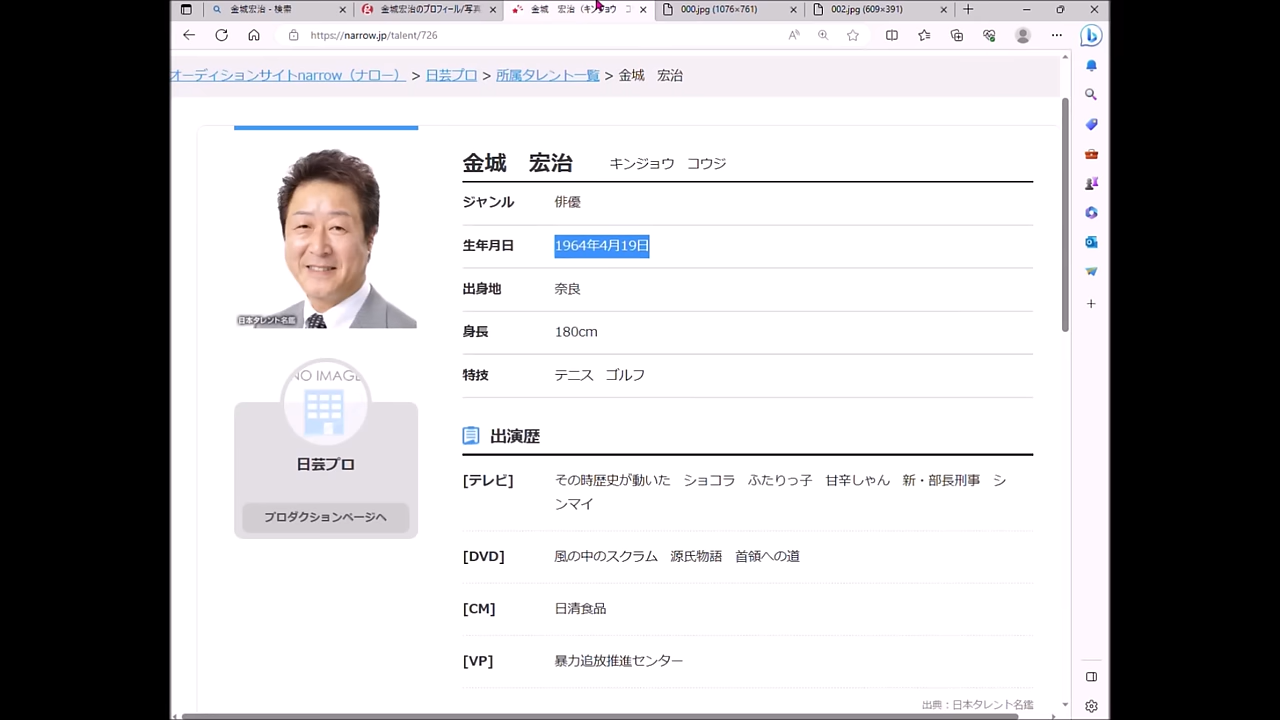 金城宏治 - 検索
金城宏治のプロフィール/写真
金城　宏治（キンジョウ　コ
000.jpg (1076×761)
002.jpg (609×391)
https://narrow.jp/talent/726
オーディションサイトnarrow（ナロー） > 日芸プロ > 所属タレント一覧 > 金城　宏治
金城　宏治　キンジョウ　コウジ
ジャンル　俳優
生年月日　1964年4月19日
出身地　奈良
身長　180cm
特技　テニス　ゴルフ
日本タレント名鑑
NO IMAGE
日芸プロ
プロダクションページへ
出演歴
[テレビ]　その時歴史が動いた　ショコラ　ふたりっ子　甘辛しゃん　新・部長刑事　シ
ンマイ
[DVD]　風の中のスクラム　源氏物語　首領への道
[CM]　日清食品
[VP]　暴力追放推進センター
出典：日本タレント名鑑